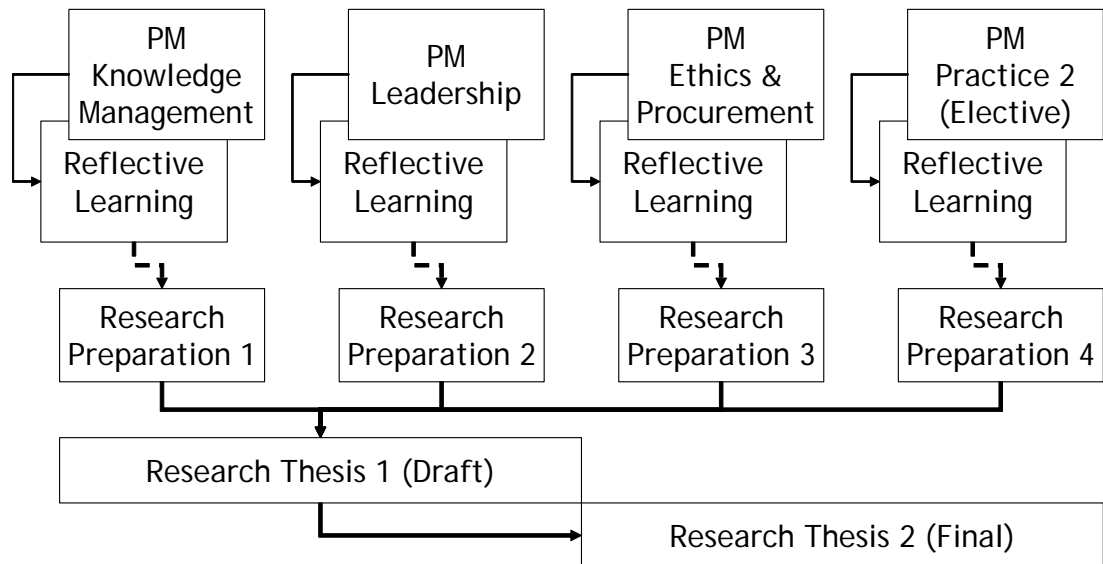 PM
Knowledge
Management
Reflective
Learning
PM
Leadership
Reflective
Learning
PM
Ethics &
Procurement
Reflective
Learning
PM
Practice 2
(Elective)
Reflective
Learning
Research
Preparation 1
Research
Preparation 2
Research
Preparation 3
Research
Preparation 4
Research Thesis 1 (Draft)
Research Thesis 2 (Final)